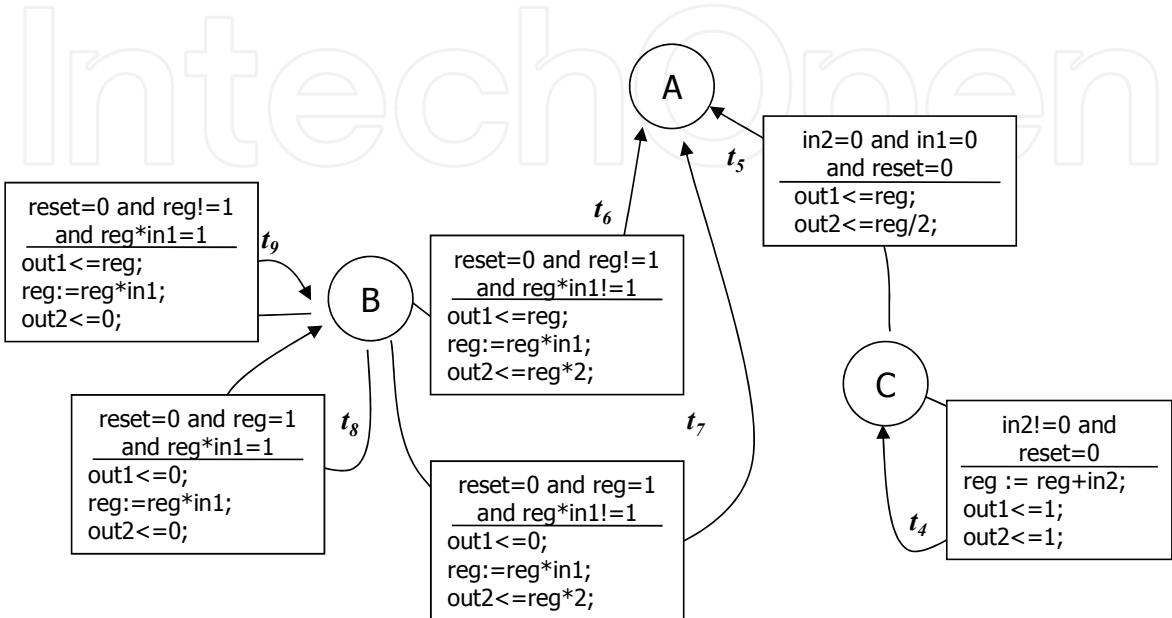 IntechOpen
A
in2=0 and in1=0
and reset=0
out1<=reg;
out2<=reg/2;
t5
reset=0 and reg!=1
and reg*in1=1
out1<=reg;
reg:=reg*in1;
out2<=0;
t9
B
t6
reset=0 and reg!=1
and reg*in1!=1
out1<=reg;
reg:=reg*in1;
out2<=reg*2;
C
reset=0 and reg=1
and reg*in1=1
out1<=0;
reg:=reg*in1;
out2<=0;
t8
t7
in2!=0 and
reset=0
reg := reg+in2;
out1<=1;
out2<=1;
t4
reset=0 and reg=1
and reg*in1!=1
out1<=0;
reg:=reg*in1;
out2<=reg*2;